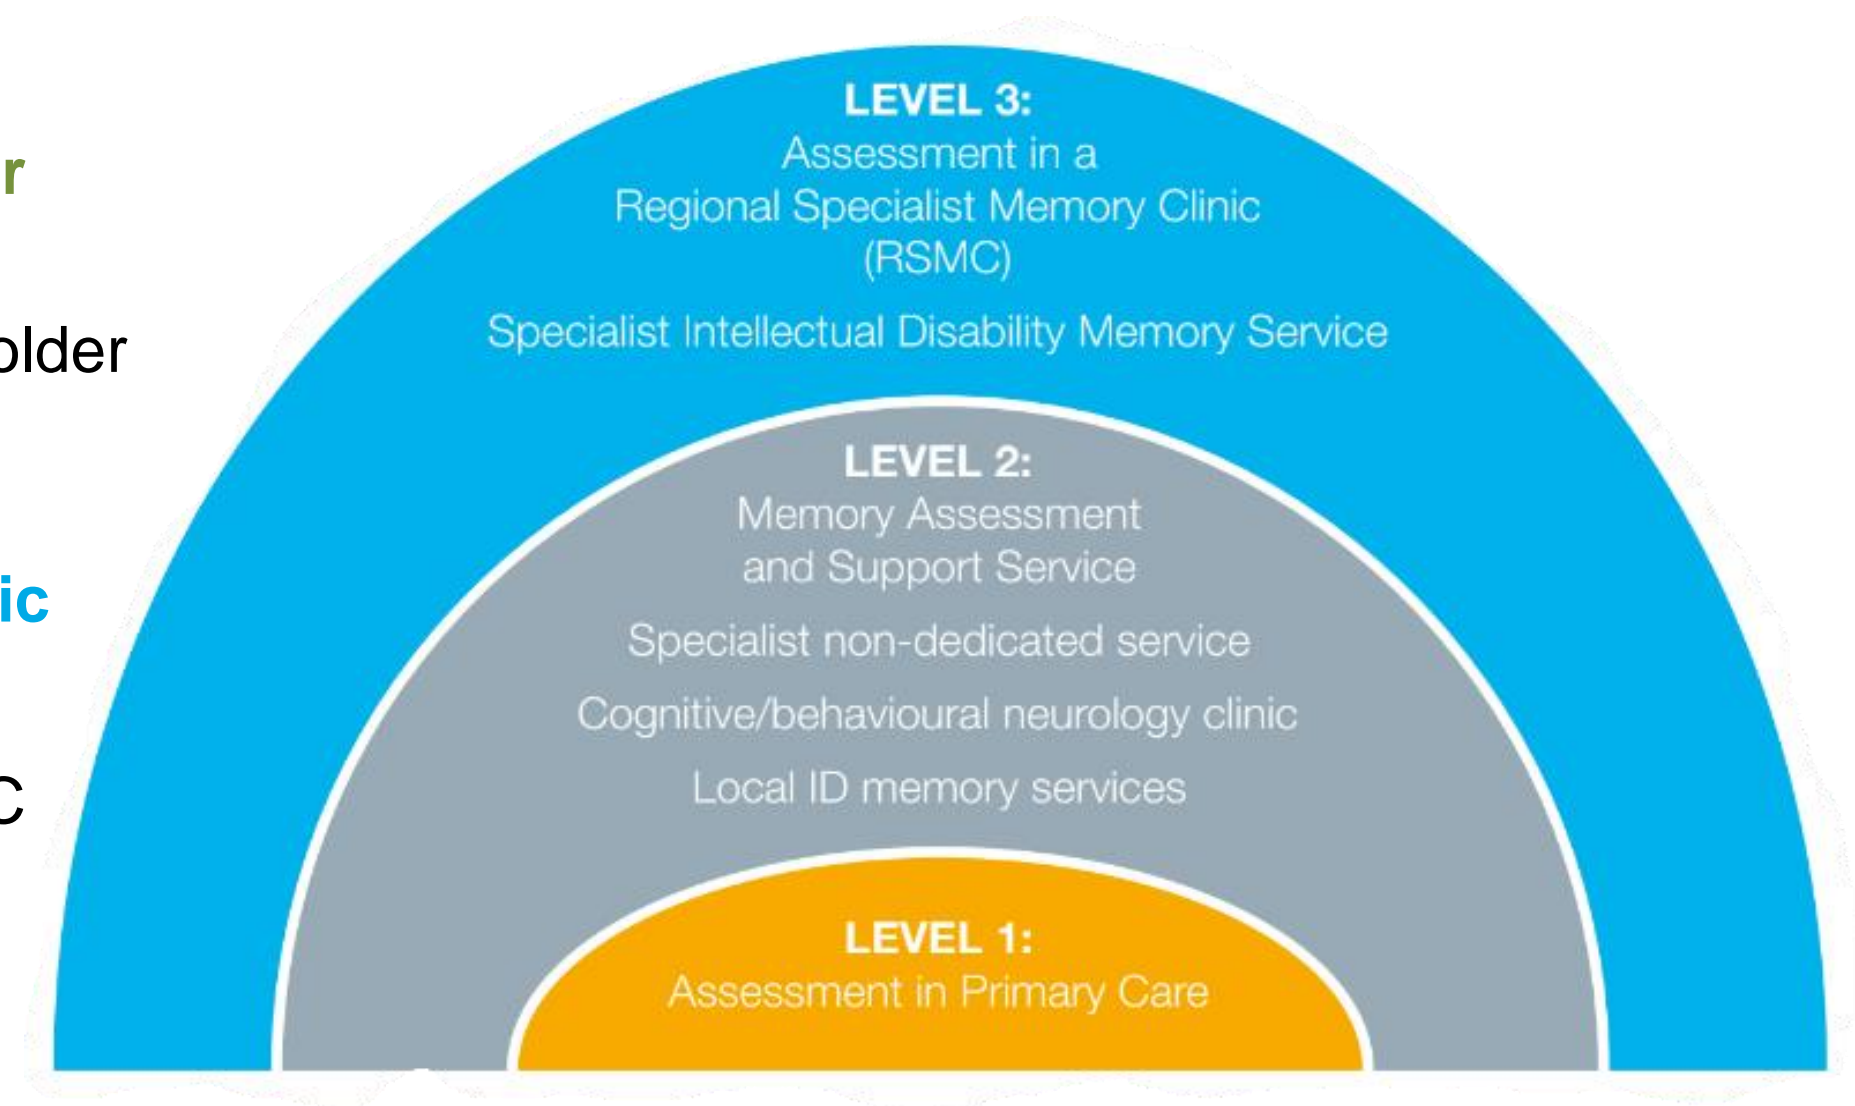 r
older
ic
C
LEVEL 3:
Assessment in a
Regional Specialist Memory Clinic
(RSMC)
Specialist Intellectual Disability Memory Service
LEVEL 2:
Memory Assessment
and Support Service
Specialist non-dedicated service
Cognitive/behavioural neurology clinic
Local ID memory services
LEVEL 1:
Assessment in Primary Care